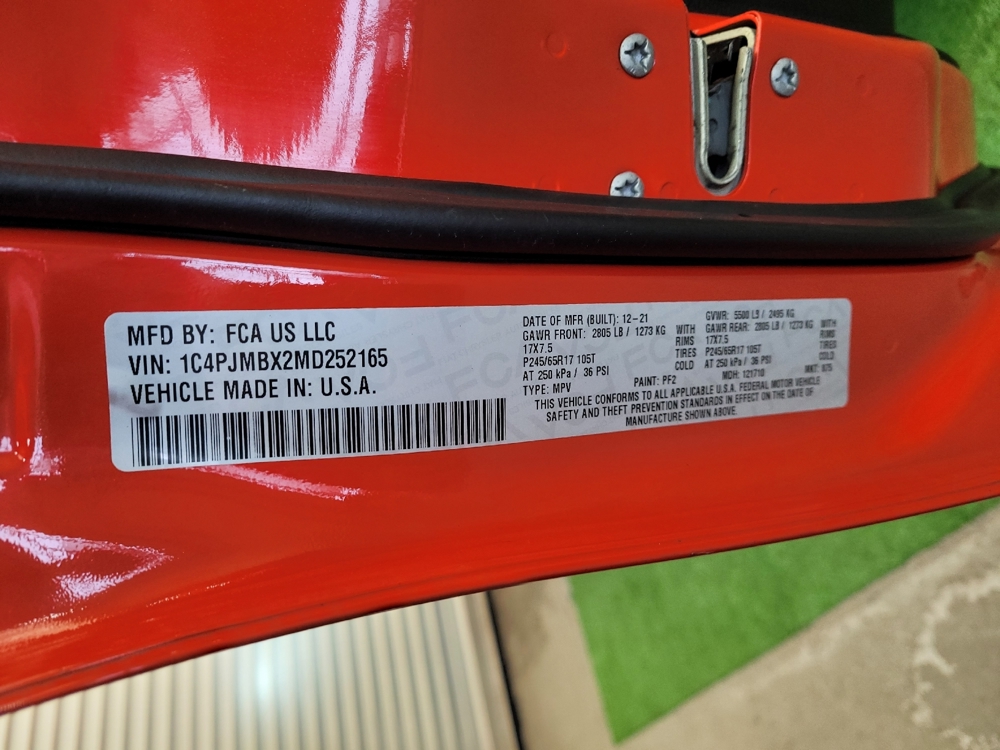 MFD BY: FCA US LLC
VIN: 1C4PJMBX2MD252165
VEHICLE MADE IN: U.S.A.
DATE OF MFR (BUILT): 12-21 GVWR: 5500 LB / 2495 KG
GAWR FRONT: 2805 LB / 1273 KG WITH GAWR REAR: 2805 LB / 1273 KG WITH
17X7.5 RIMS 17X7.5 RIMS
P245/65R17 105T TIRES P245/65R17 105T TIRES
AT 250 kPa / 36 PSI COLD AT 250 kPa / 36 PSI COLD
TYPE: MPV PAINT: PF2 MDH: 121710 MKT:
THIS VEHICLE CONFORMS TO ALL APPLICABLE U.S.A. FEDERAL MOTOR VEHICLE
SAFETY AND THEFT PREVENTION STANDARDS IN EFFECT ON THE DATE OF
MANUFACTURE SHOWN ABOVE.